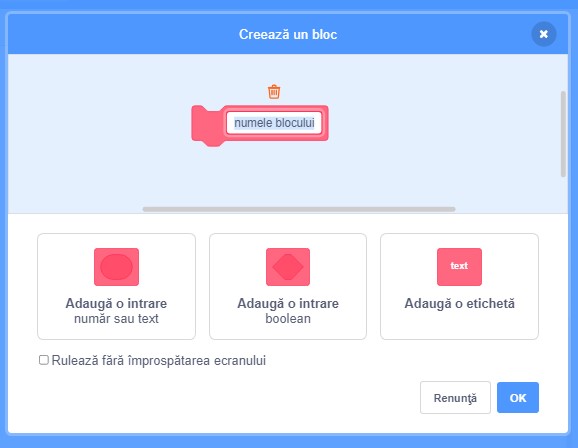 Creează un bloc
numele blocului
Adaugă o intrare
număr sau text
Adaugă o intrare
boolean
text
Adaugă o etichetă
Rulează fără împrospătarea ecranului
Renunţă
OK